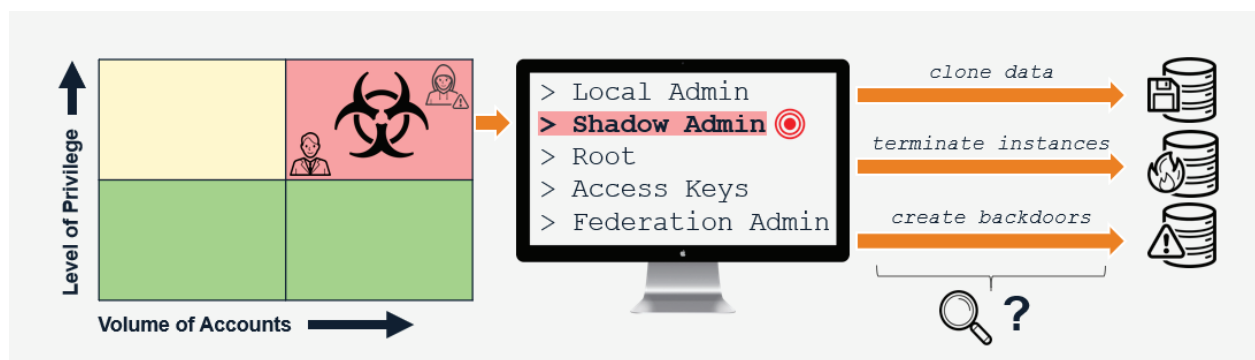 Level of Privilege
Volume of Accounts
> Local Admin
> Shadow Admin
> Root
> Access Keys
> Federation Admin
clone data
terminate instances
create backdoors
?